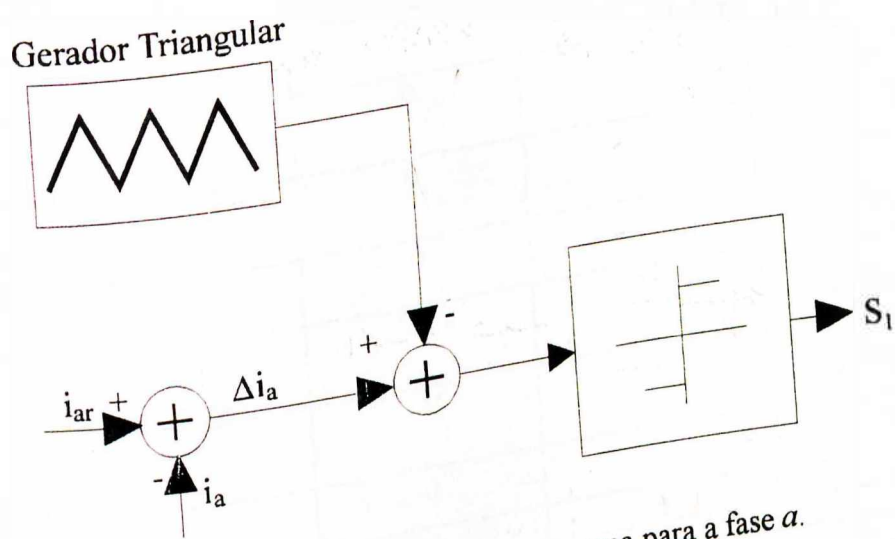 Gerador Triangular
-
+
S₁
Δiₐ
iₐᵣ +
- iₐ
para a fase a.